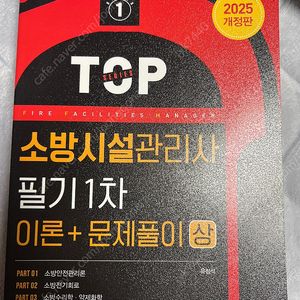 1
2025
개정판
TOP
SERIES
FIRE FACILITIES MANAGER
소방시설관리사
필기 1차
이론 + 문제풀이 상
PART 01 소방안전관리론
PART 02 소방전기회로
PART 03 소방수리학 · 약제화학